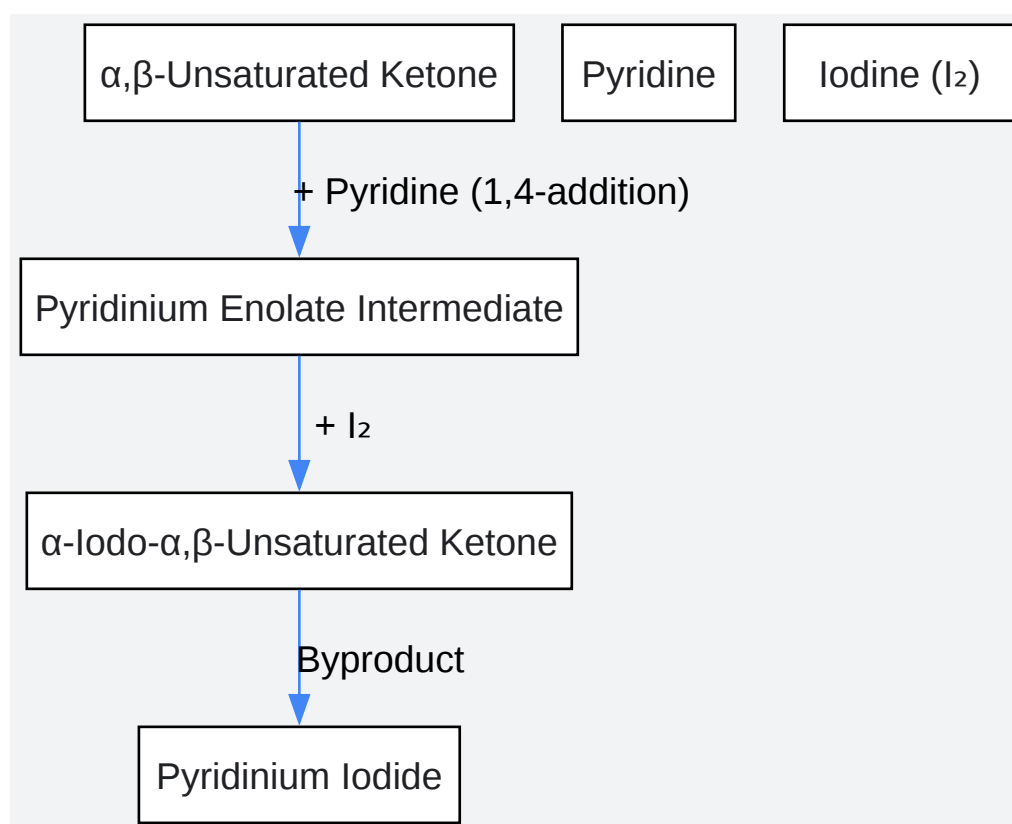 α,β-Unsaturated Ketone
Pyridine
Iodine (I₂)
+ Pyridine (1,4-addition)
Pyridinium Enolate Intermediate
+ I₂
α-Iodo-α,β-Unsaturated Ketone
Byproduct
Pyridinium Iodide